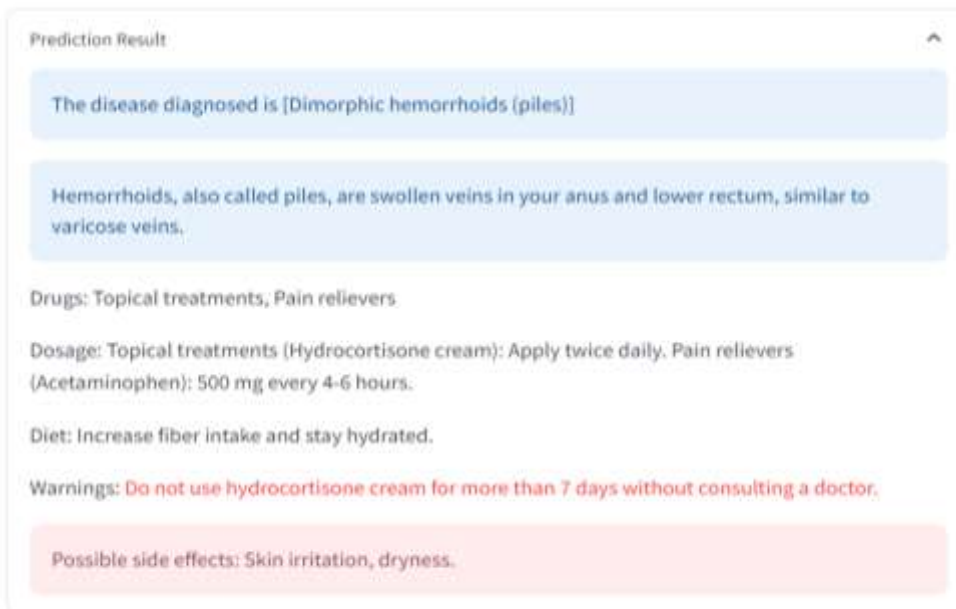 Prediction Result
The disease diagnosed is [Dimorphic hemorrhoids (piles)]
Hemorrhoids, also called piles, are swollen veins in your anus and lower rectum, similar to
varicose veins.
Drugs: Topical treatments, Pain relievers
Dosage: Topical treatments (Hydrocortisone cream): Apply twice daily. Pain relievers
(Acetaminophen): 500 mg every 4-6 hours.
Diet: Increase fiber intake and stay hydrated.
Warnings: Do not use hydrocortisone cream for more than 7 days without consulting a doctor.
Possible side effects: Skin irritation, dryness.